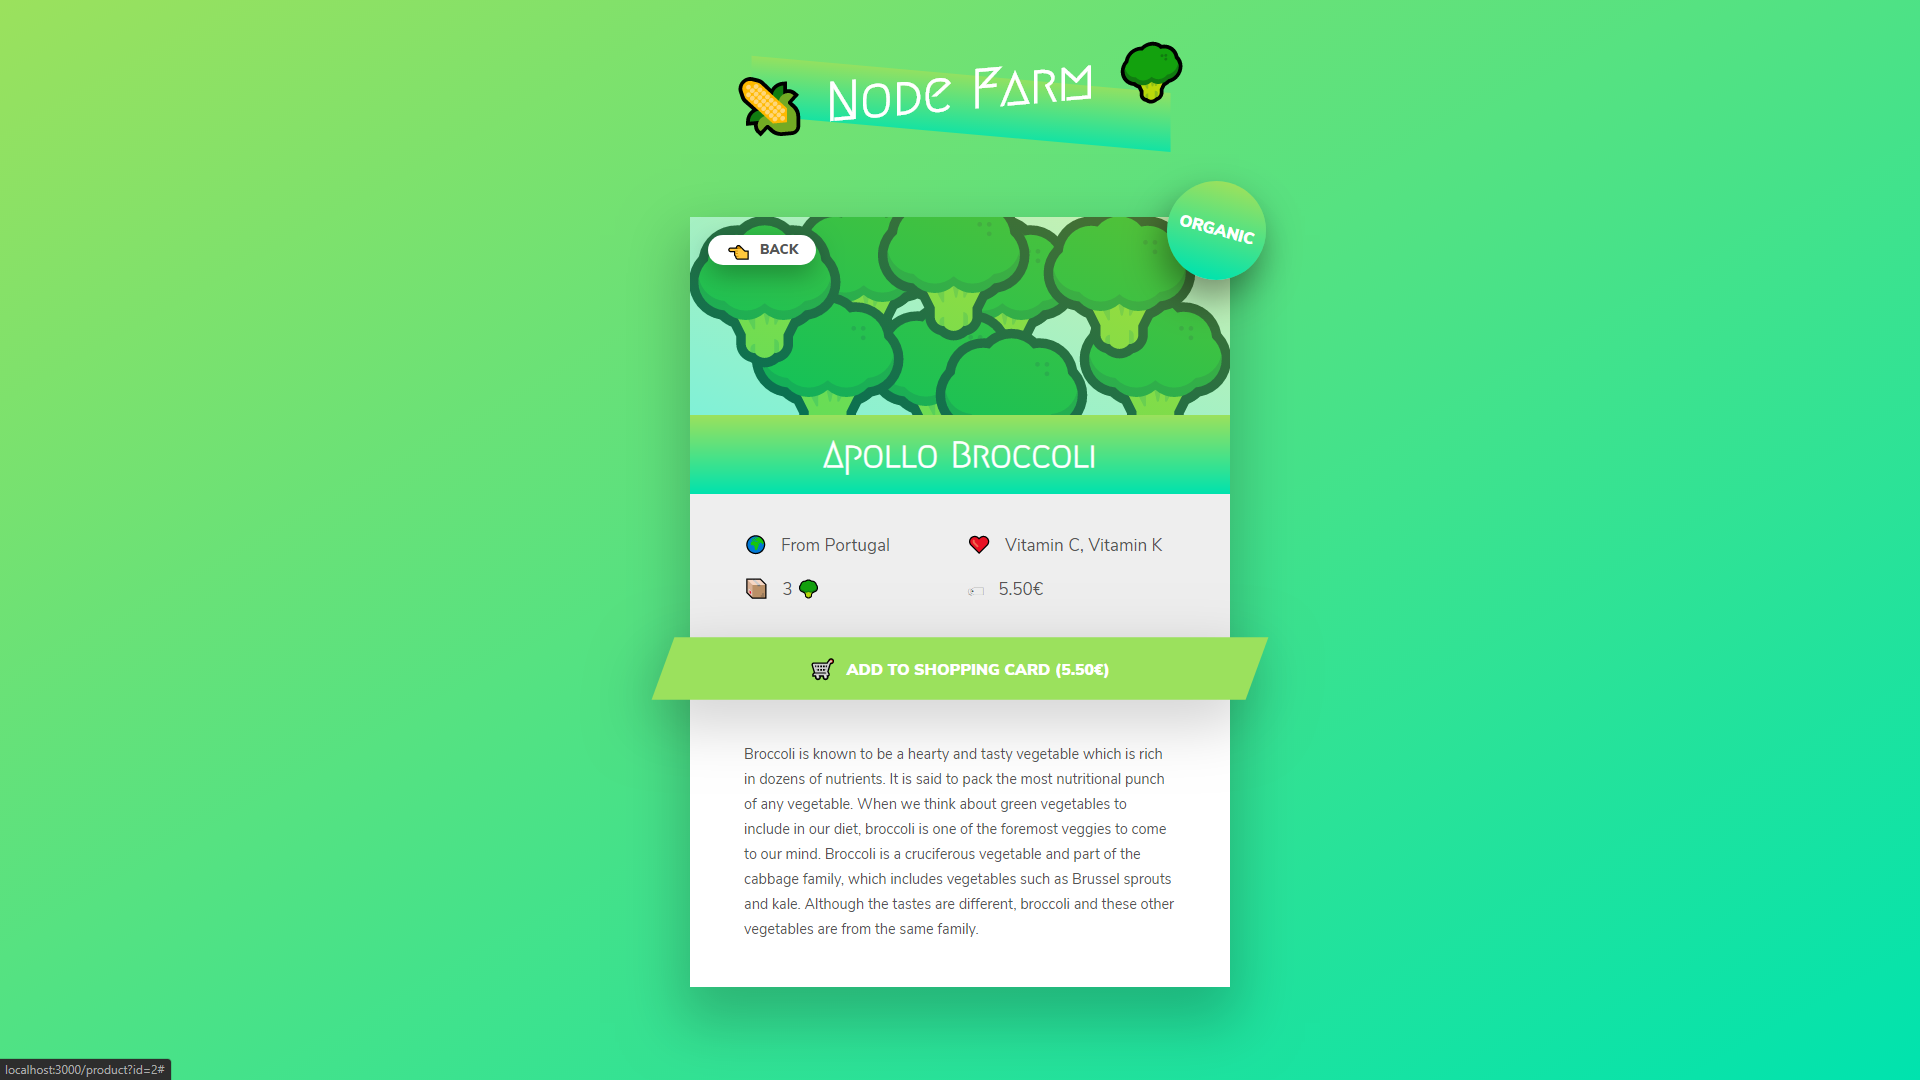 Node Farm
ORGANIC
BACK
Apollo Broccoli
From Portugal
Vitamin C, Vitamin K
3
5.50€
ADD TO SHOPPING CARD (5.50€)
Broccoli is known to be a hearty and tasty vegetable which is rich
in dozens of nutrients. It is said to pack the most nutritional punch
of any vegetable. When we think about green vegetables to
include in our diet, broccoli is one of the foremost veggies to come
to our mind. Broccoli is a cruciferous vegetable and part of the
cabbage family, which includes vegetables such as Brussel sprouts
and kale. Although the tastes are different, broccoli and these other
vegetables are from the same family.
localhost:3000/product?id=2#